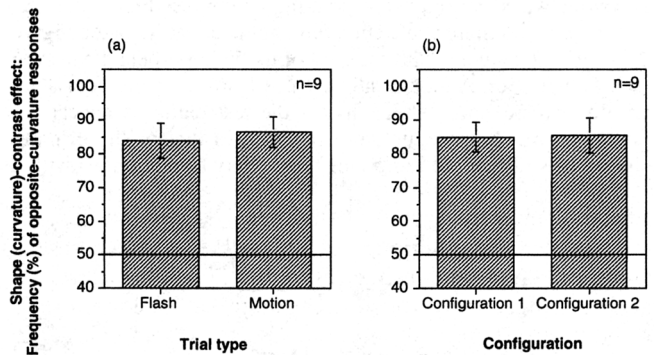 Shape (curvature)-contrast effect:
Frequency (%) of opposite-curvature responses
(a)
n=9
100
90
80
70
60
50
40
Flash
Motion
Trial type
(b)
n=9
100
90
80
70
60
50
40
Configuration 1
Configuration 2
Configuration